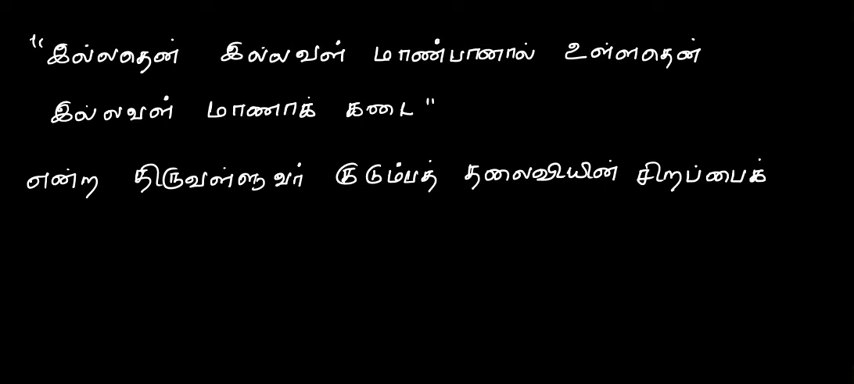 "இல்லதென் இல்லவள் மாண்பானால் உள்ளதென்
இல்லவள் மாணாக் கடை"
என்ற திருவள்ளுவர் குடும்பத் தலைவியின் சிறப்பைக்